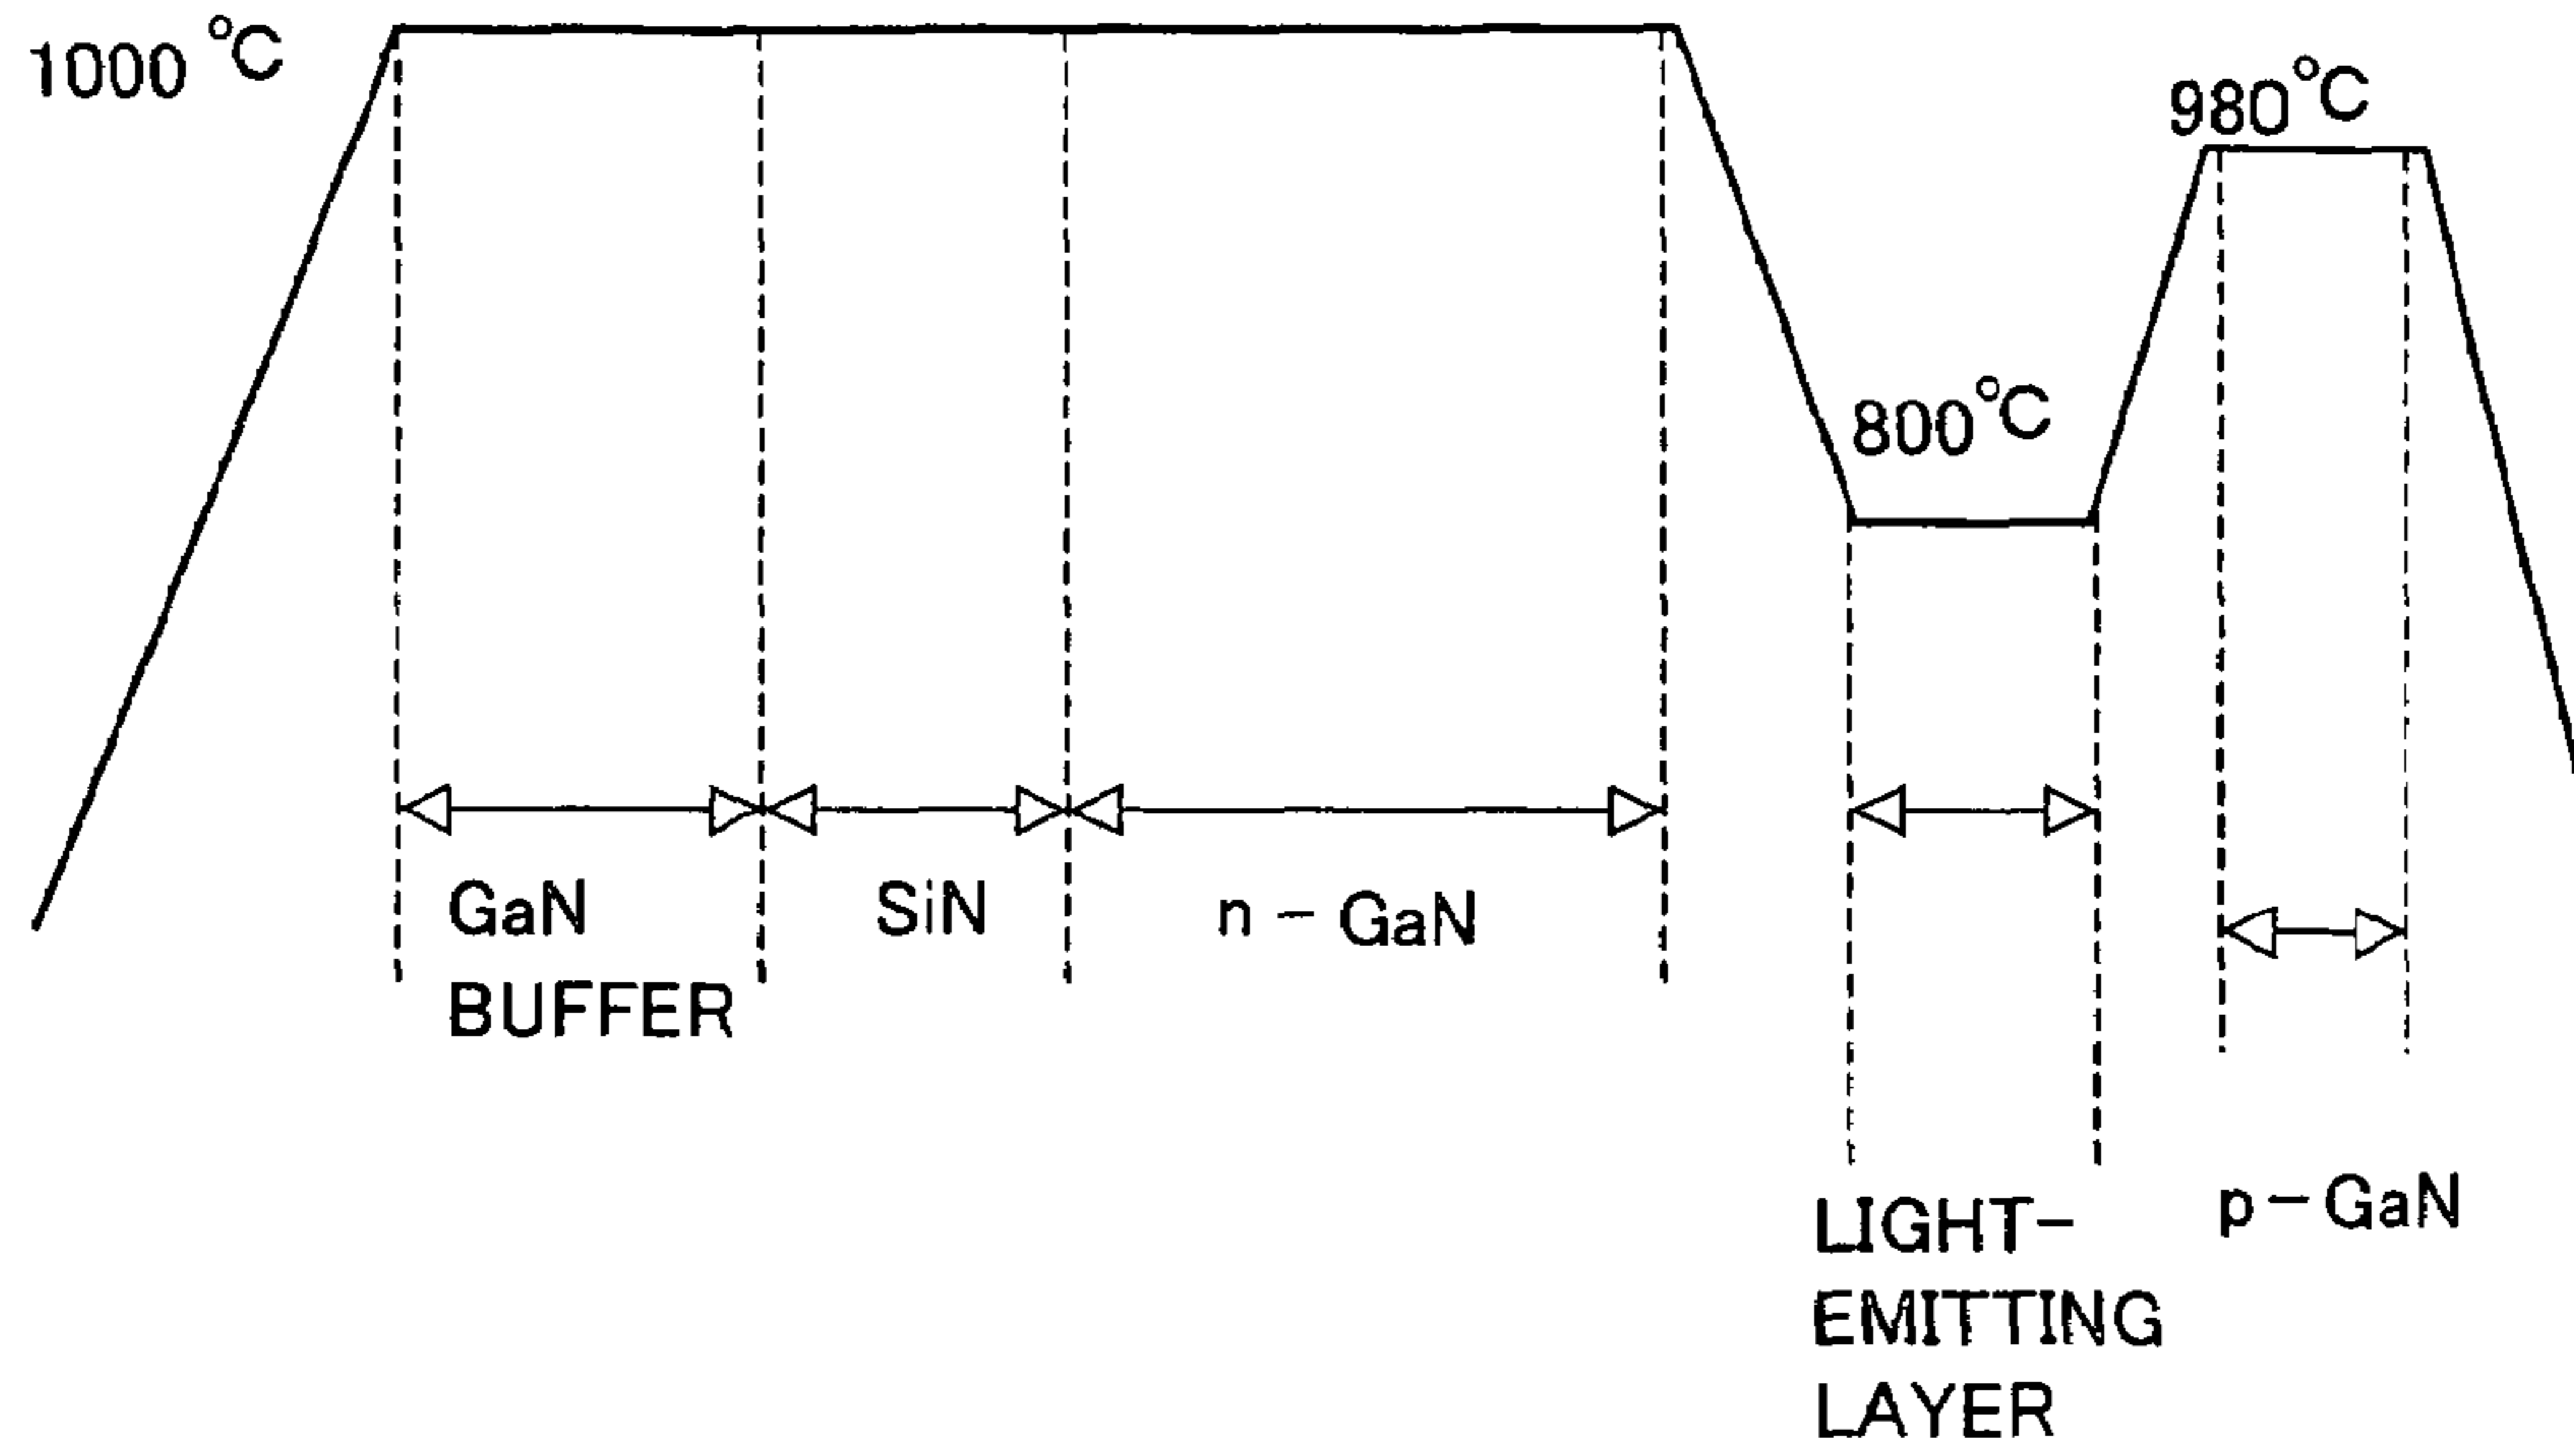 1000 °C
980°C
800°C
GaN
BUFFER
SiN
n - GaN
LIGHT-
EMITTING
LAYER
p-GaN